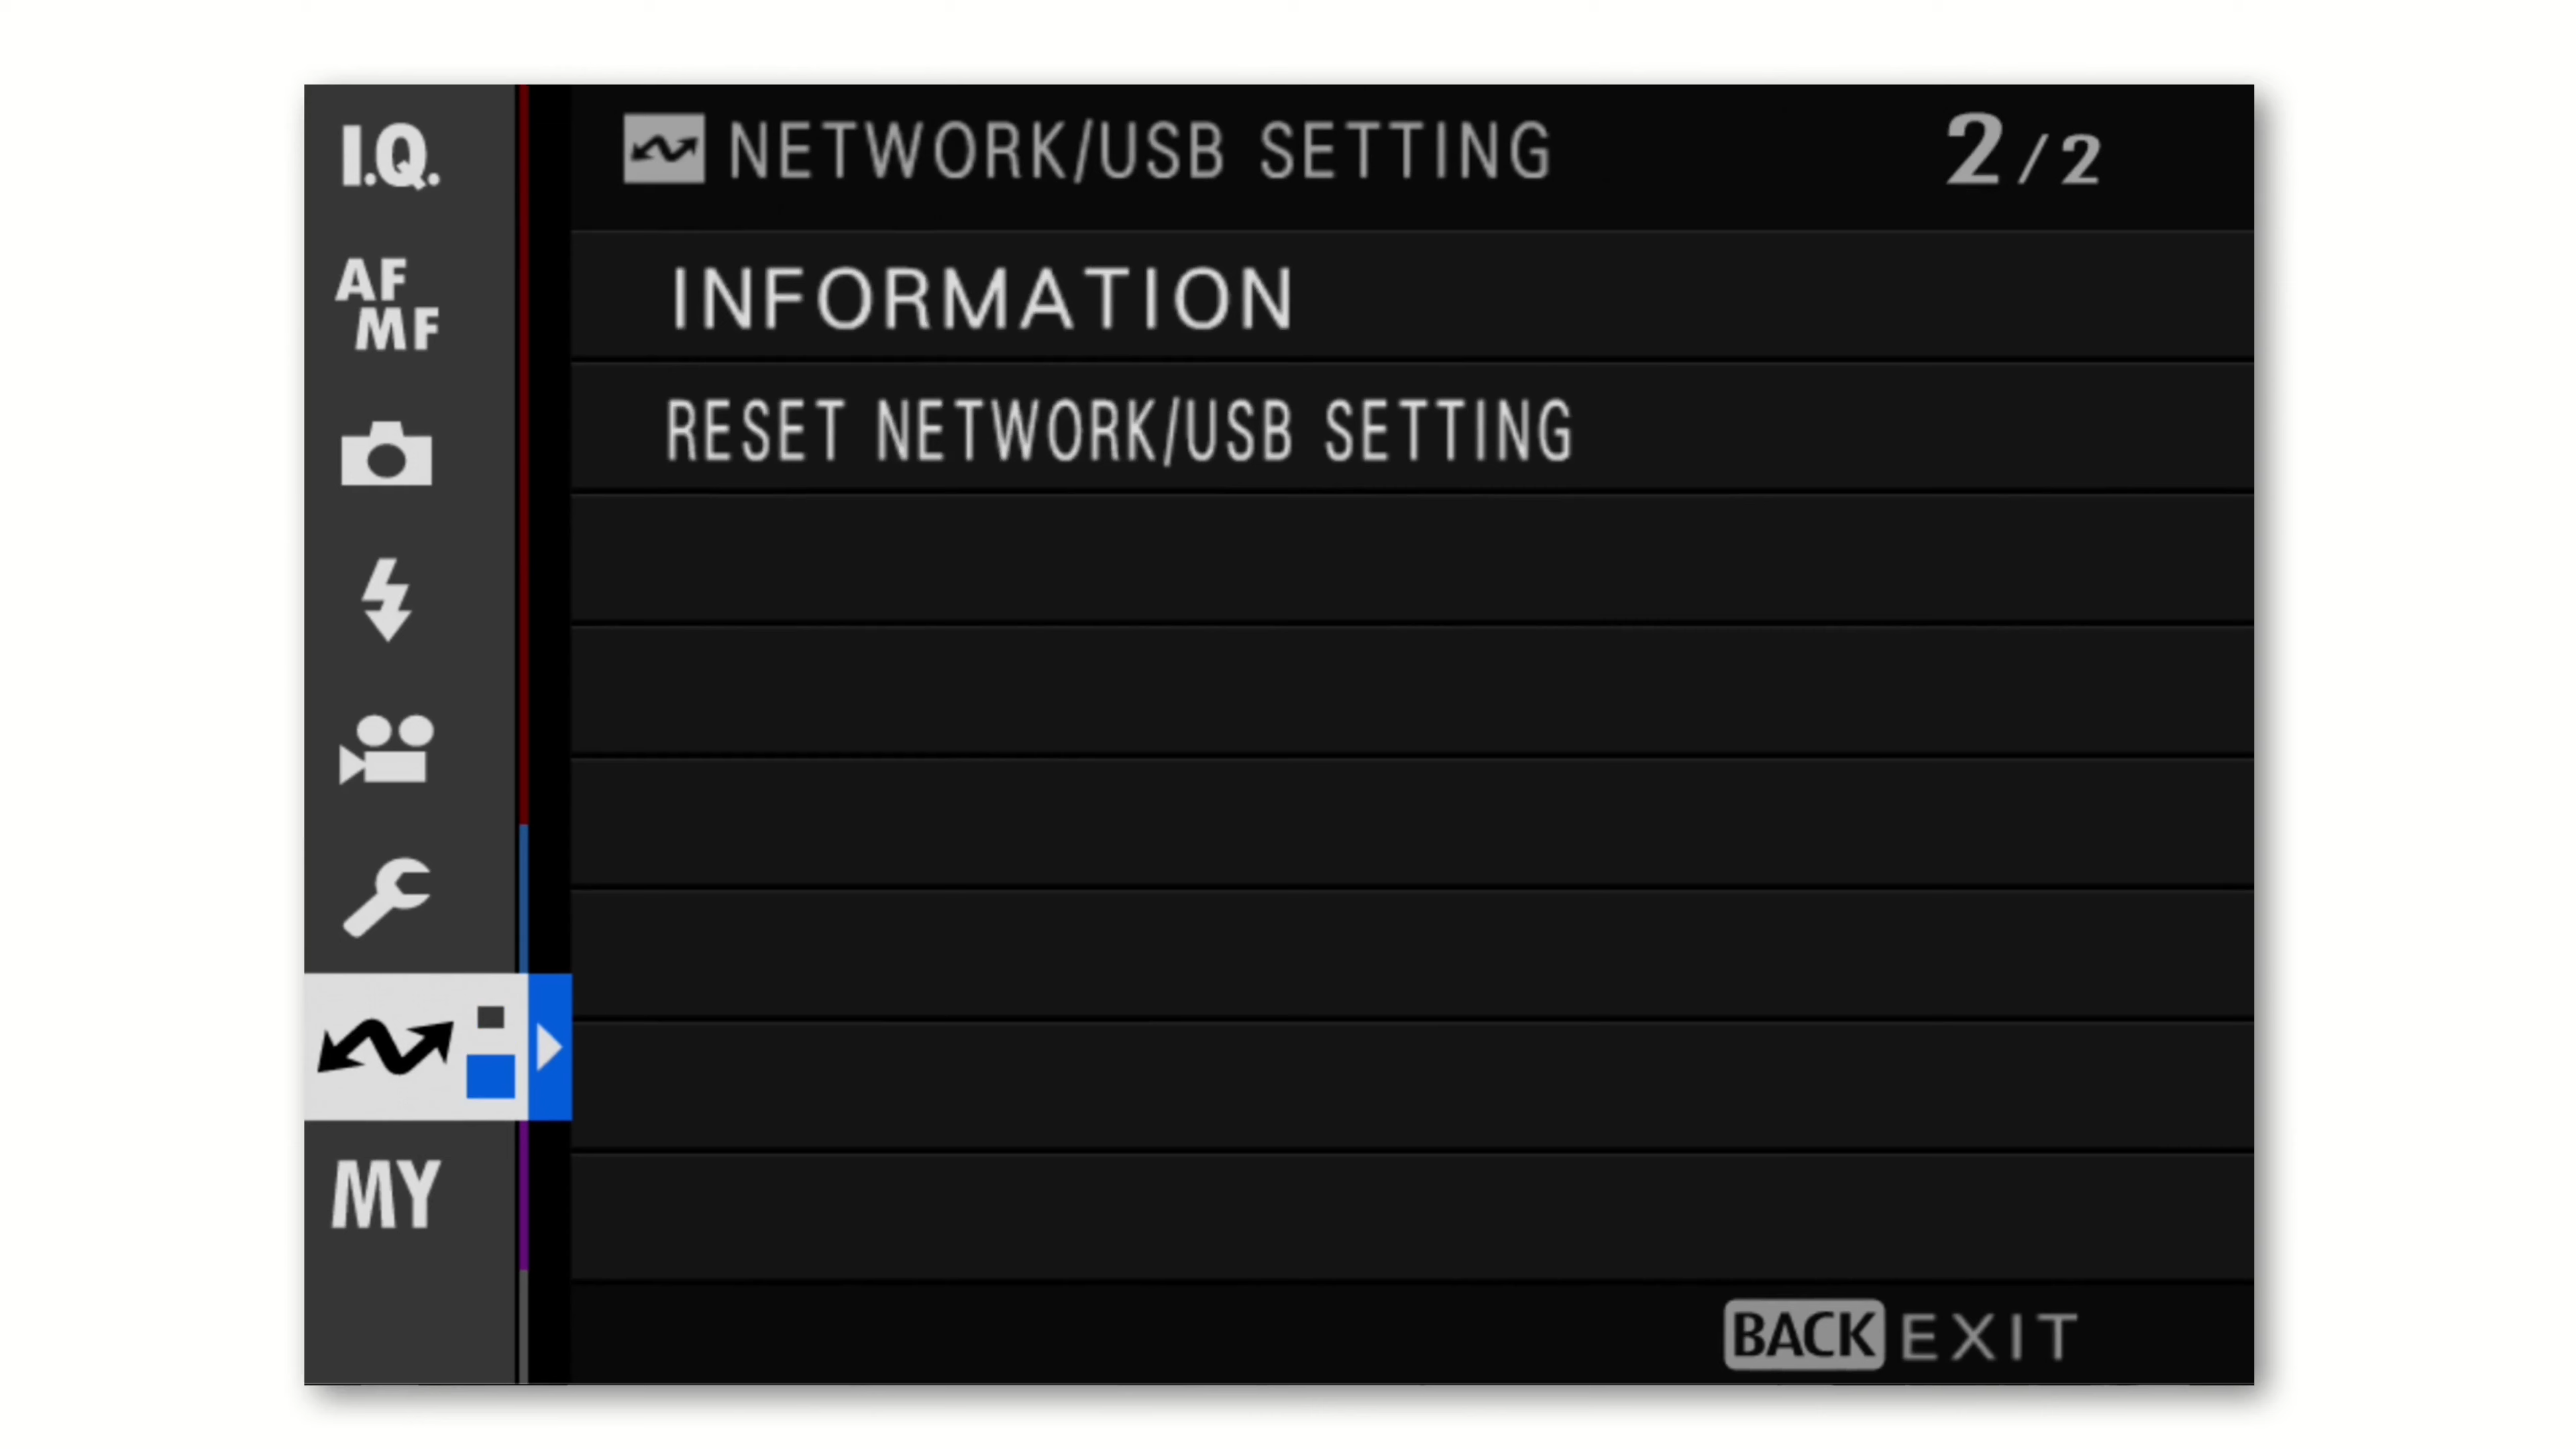 I.Q.
AF
MF
MY
NETWORK/USB SETTING 2/2
INFORMATION
RESET NETWORK/USB SETTING
BACK EXIT